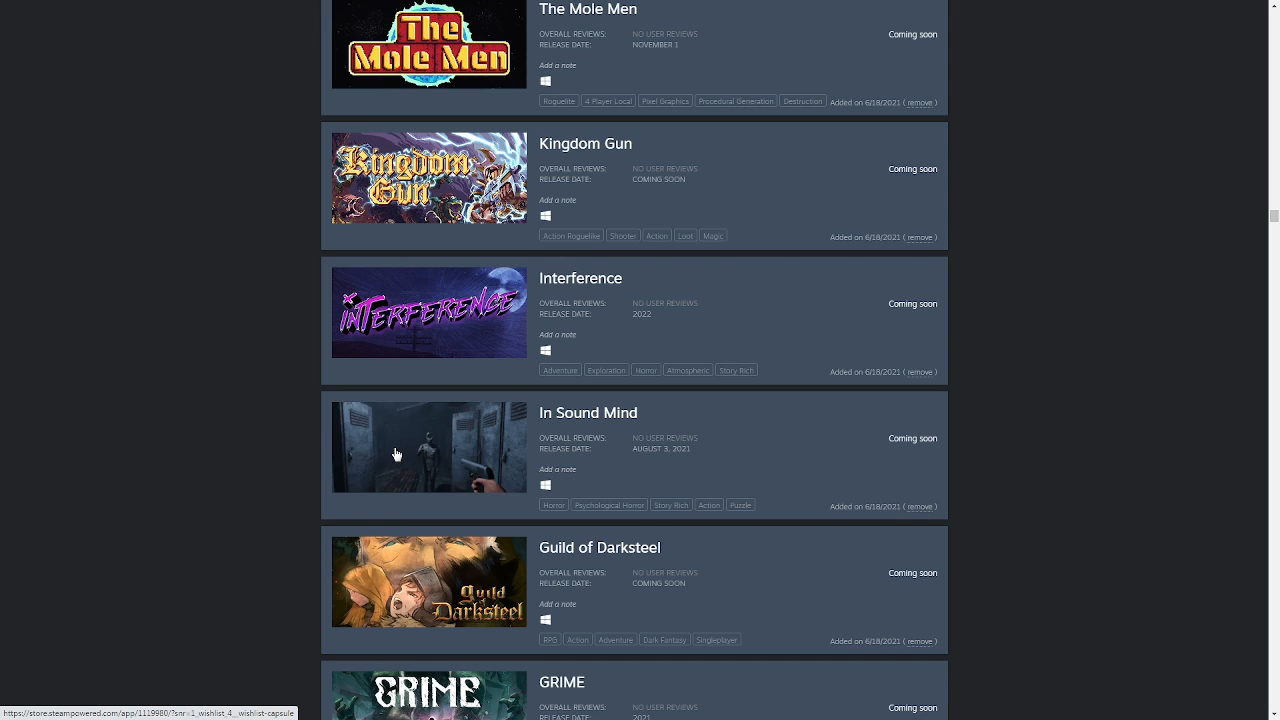 The Mole Men
The
Mole Men
OVERALL REVIEWS: NO USER REVIEWS
Coming soon
RELEASE DATE: NOVEMBER 1
Add a note
Roguelite 4 Player Local Pixel Graphics Procedural Generation Destruction Added on 6/18/2021 ( remove )
Kingdom Gun
Kingdom
Gun
OVERALL REVIEWS: NO USER REVIEWS Coming soon
RELEASE DATE: COMING SOON
Add a note
Action Roguelike Shooter Action Loot Magic Added on 6/18/2021 ( remove )
Interference
INTERFERENCE
OVERALL REVIEWS: NO USER REVIEWS Coming soon
RELEASE DATE: 2022
Add a note
Adventure Exploration Horror Atmospheric Story Rich Added on 6/18/2021 ( remove )
In Sound Mind
OVERALL REVIEWS: NO USER REVIEWS Coming soon
RELEASE DATE: AUGUST 3, 2021
Add a note
Horror Psychological Horror Story Rich Action Puzzle Added on 6/18/2021 ( remove )
Guild of Darksteel
OVERALL REVIEWS: NO USER REVIEWS Coming soon
RELEASE DATE: COMING SOON
Add a note
guild
of
Darksteel
RPG Action Adventure Dark Fantasy Singleplayer Added on 6/18/2021 ( remove )
GRIME
GRIME
OVERALL REVIEWS: NO USER REVIEWS Coming soon
RELEASE DATE: 2021
https://store.steampowered.com/app/1119980/?snr=1_wishlist_4__wishlist-capsule